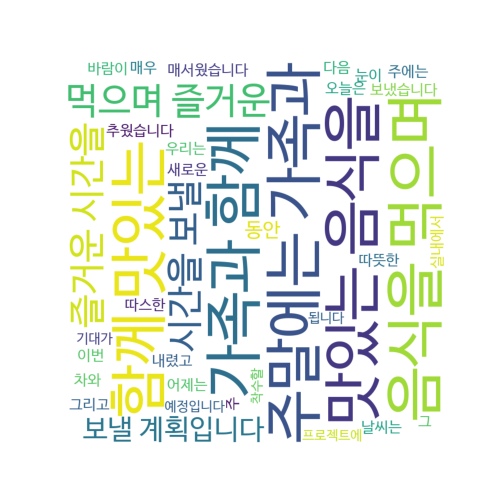 바람이
매우
매서웠습니다
다음
눈이
주에는
오늘은
보냈습니다
먹으며 즐거운
추웠습니다
우리는
새로운
즐거운 시간을
함께 맛있는
시간을 보낼
가족과 함께
주말에는 가족과
맛있는 음식을
음식을 먹으며
동안
실내에서
따뜻한
따스한
됩니다
기대가
이번
내렸고
차와
어제는
착수할
그리고
예정입니다
주
그
보낼 계획입니다
프로젝트에
날씨는